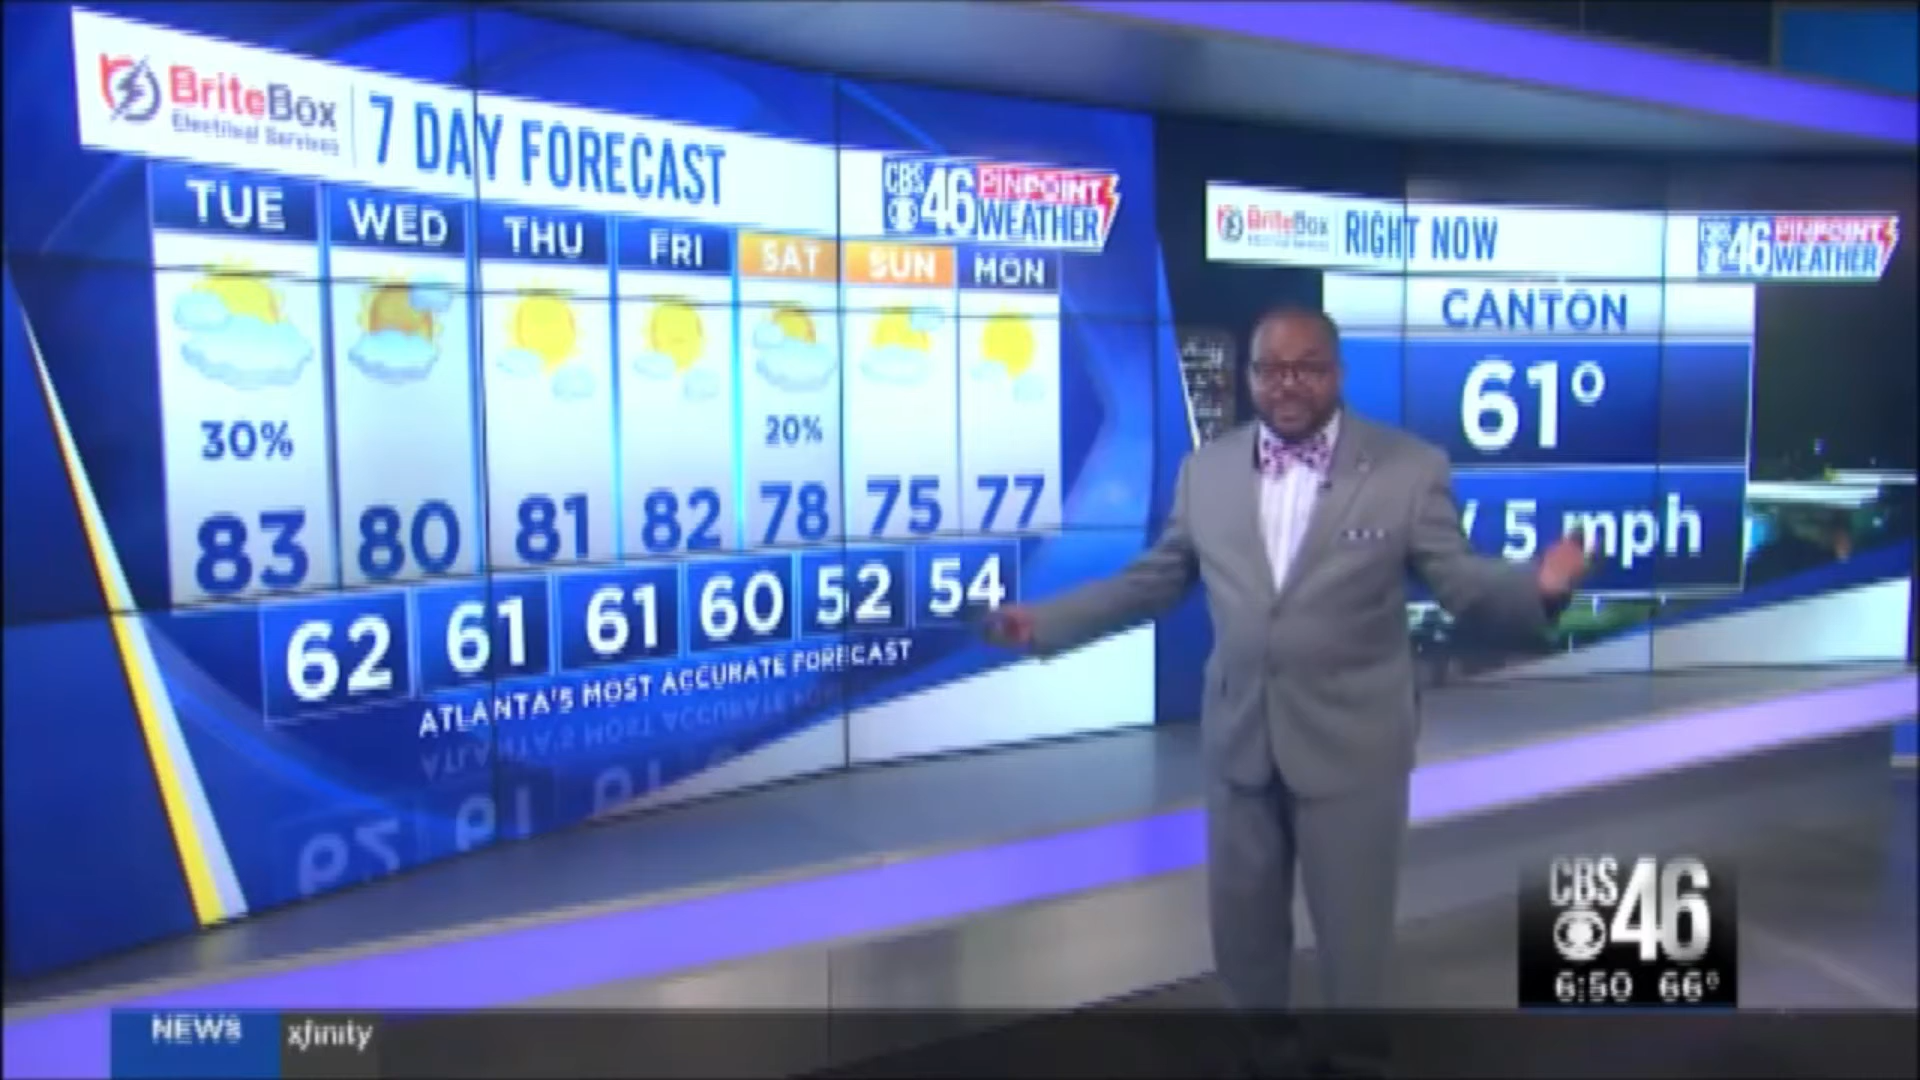 BriteBox
Electrical Services
7 DAY FORECAST
CBS 46 PINPOINT WEATHER
TUE WED THU FRI SAT SUN MON
30% 20%
83 80 81 82 78 75 77
62 61 61 60 52 54
ATLANTA'S MOST ACCURATE FORECAST
BriteBox
Electrical Services
RIGHT NOW
CBS 46 PINPOINT WEATHER
CANTON
61°
5 mph
CBS 46
6:50 66°
NEWS xfinity